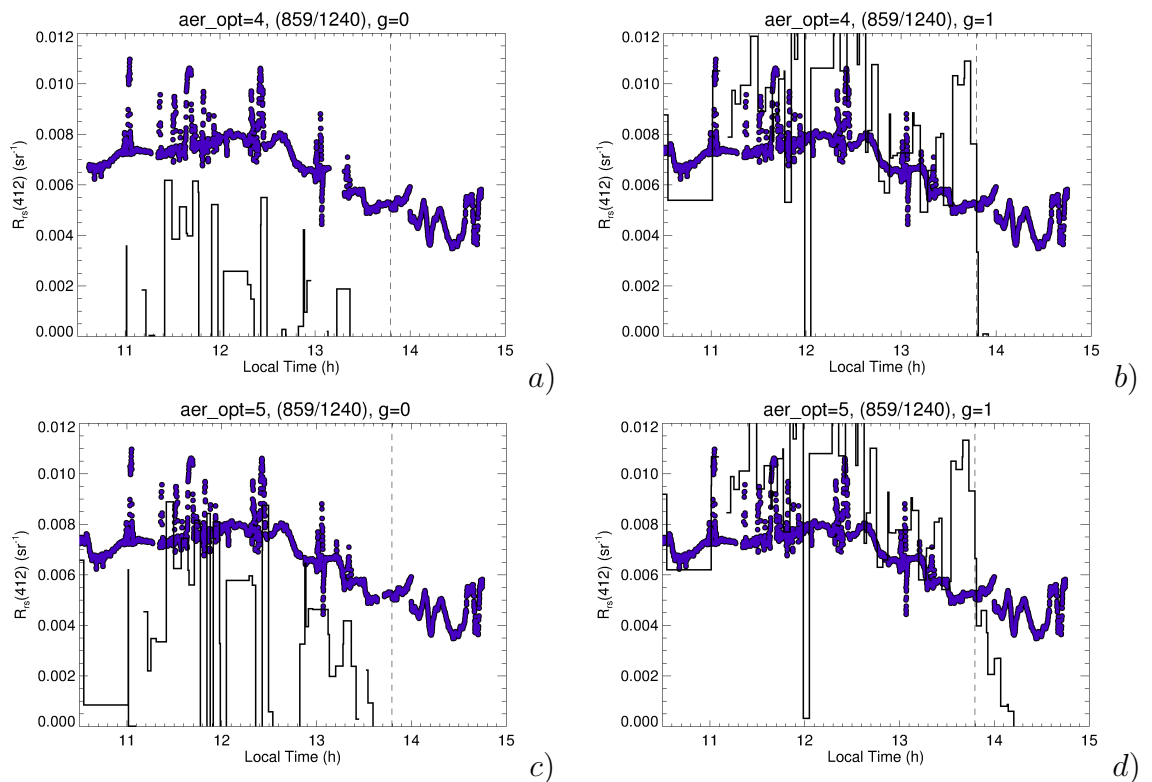 aer_opt=4, (859/1240), g=0
0.012
0.010
0.008
0.006
0.004
0.002
0.000
R_rs(412) (sr^-1)
11 12 13 14 15
Local Time (h)
a)
aer_opt=4, (859/1240), g=1
0.012
0.010
0.008
0.006
0.004
0.002
0.000
R_rs(412) (sr^-1)
11 12 13 14 15
Local Time (h)
b)
aer_opt=5, (859/1240), g=0
0.012
0.010
0.008
0.006
0.004
0.002
0.000
R_rs(412) (sr^-1)
11 12 13 14 15
Local Time (h)
c)
aer_opt=5, (859/1240), g=1
0.012
0.010
0.008
0.006
0.004
0.002
0.000
R_rs(412) (sr^-1)
11 12 13 14 15
Local Time (h)
d)